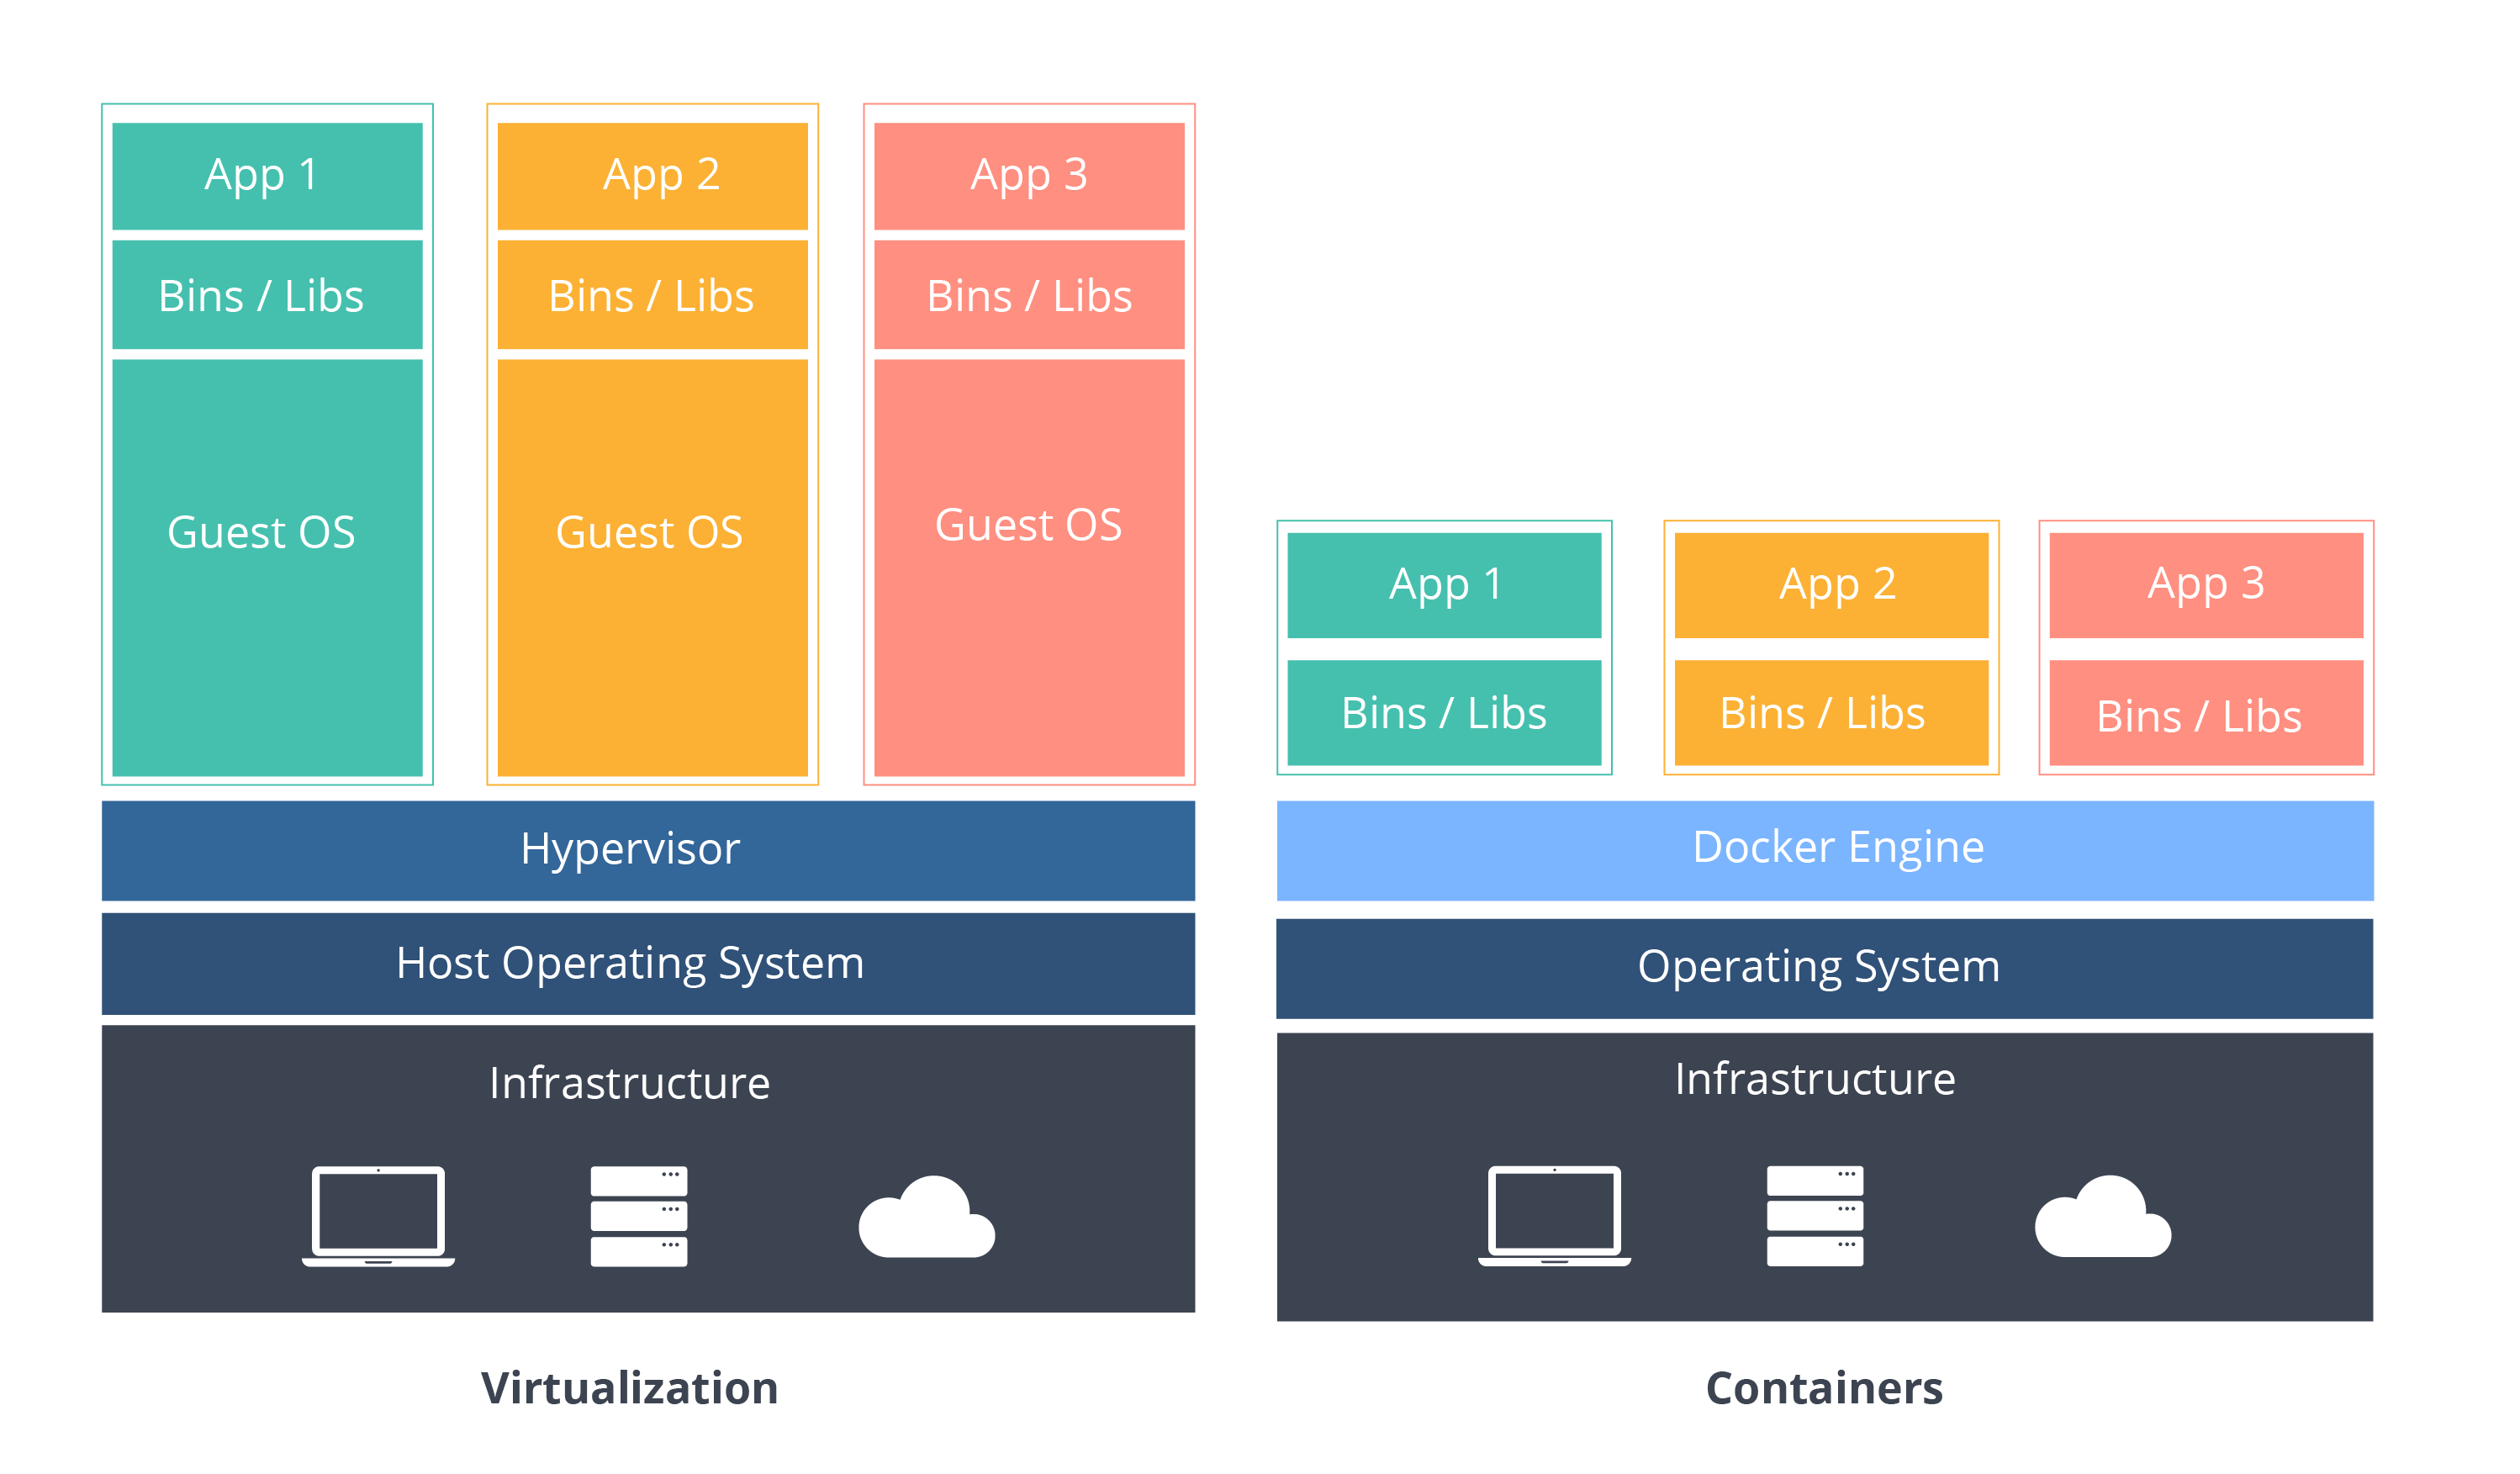 App 1
App 2
App 3
Bins / Libs
Bins / Libs
Bins / Libs
Guest OS
Guest OS
Guest OS
Hypervisor
Host Operating System
Infrastructure
Virtualization
App 1
App 2
App 3
Bins / Libs
Bins / Libs
Bins / Libs
Docker Engine
Operating System
Infrastructure
Containers